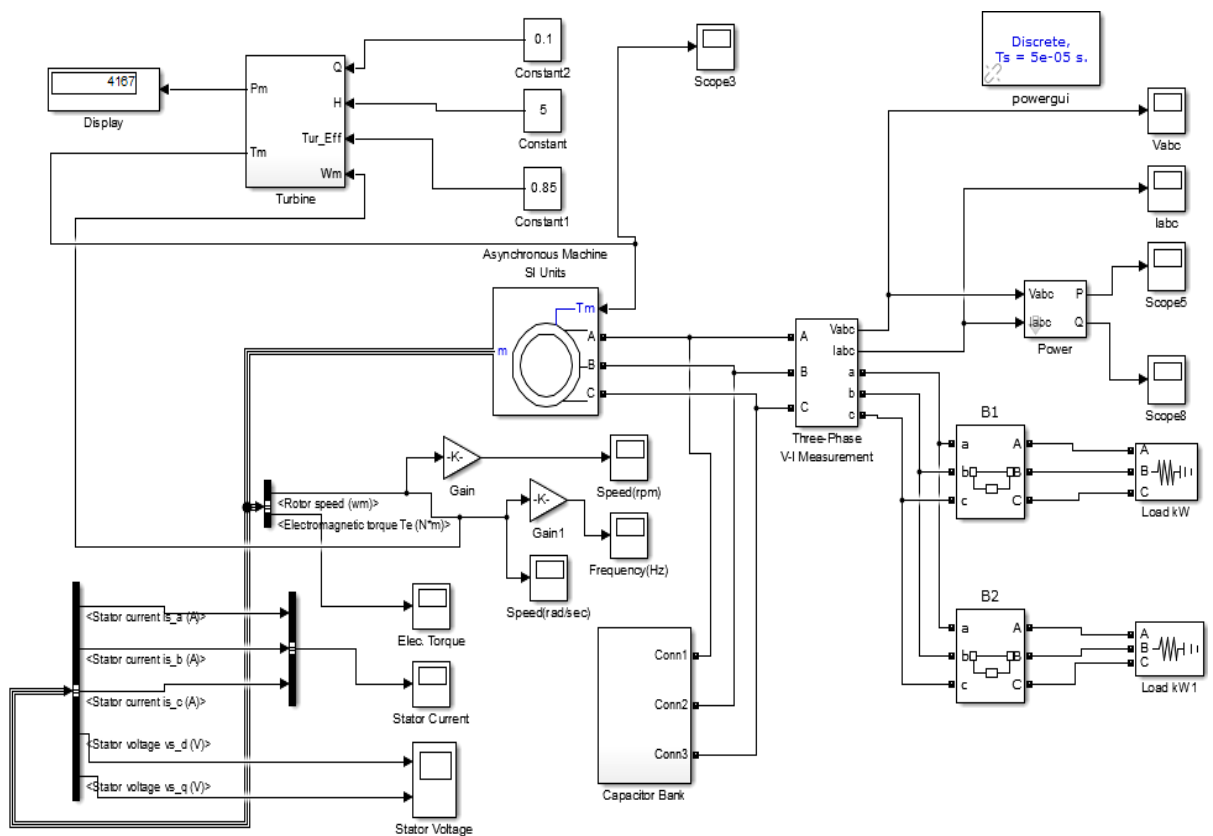 0.1
Constant2
5
Constant
0.85
Constant1
4167
Display
Q
H
Tur_Eff
Wm
Pm
Tm
Turbine
Scope3
Discrete,
Ts = 5e-05 s.
powergui
Vabc
Iabc
Scope5
Scope8
Asynchronous Machine
SI Units
Tm
m
A
B
C
A
B
C
Vabc
Iabc
a
b
c
Three-Phase
V-I Measurement
Vabc
Iabc
P
Q
Power
B1
a
b
c
A
B
C
A
B
C
Load kW
B2
a
b
c
A
B
C
A
B
C
Load kW1
-K-
Gain
Speed(rpm)
<Rotor speed (wm)>
<Electromagnetic torque Te (N*m)>
-K-
Gain1
Frequency(Hz)
Speed(rad/sec)
Elec. Torque
<Stator current is_a (A)>
<Stator current is_b (A)>
<Stator current is_c (A)>
<Stator voltage vs_d (V)>
<Stator voltage vs_q (V)>
Stator Current
Stator Voltage
Conn1
Conn2
Conn3
Capacitor Bank